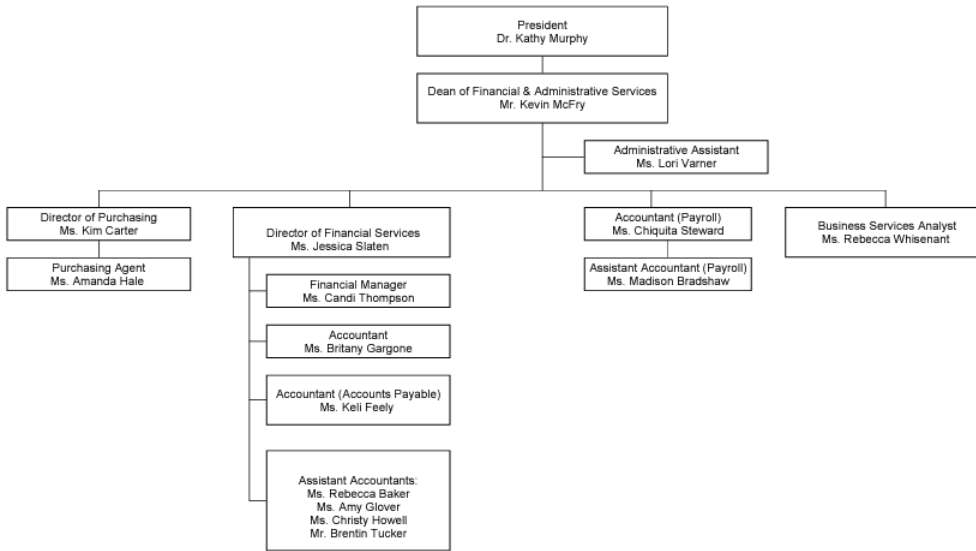 President
Dr. Kathy Murphy
Dean of Financial & Administrative Services
Mr. Kevin McFry
Administrative Assistant
Ms. Lori Varner
Director of Purchasing
Ms. Kim Carter
Purchasing Agent
Ms. Amanda Hale
Director of Financial Services
Ms. Jessica Slaten
Financial Manager
Ms. Candi Thompson
Accountant
Ms. Britany Gargone
Accountant (Accounts Payable)
Ms. Keli Feely
Assistant Accountants:
Ms. Rebecca Baker
Ms. Amy Glover
Ms. Christy Howell
Mr. Brentin Tucker
Accountant (Payroll)
Ms. Chiquita Steward
Assistant Accountant (Payroll)
Ms. Madison Bradshaw
Business Services Analyst
Ms. Rebecca Whisenant